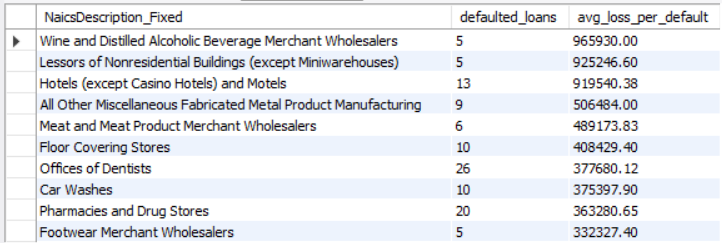 NaicsDescription_Fixed defaulted_loans avg_loss_per_default
Wine and Distilled Alcoholic Beverage Merchant Wholesalers 5 965930.00
Lessors of Nonresidential Buildings (except Miniwarehouses) 5 925246.60
Hotels (except Casino Hotels) and Motels 13 919540.38
All Other Miscellaneous Fabricated Metal Product Manufacturing 9 506484.00
Meat and Meat Product Merchant Wholesalers 6 489173.83
Floor Covering Stores 10 408429.40
Offices of Dentists 26 377680.12
Car Washes 10 375397.90
Pharmacies and Drug Stores 20 363280.65
Footwear Merchant Wholesalers 5 332327.40